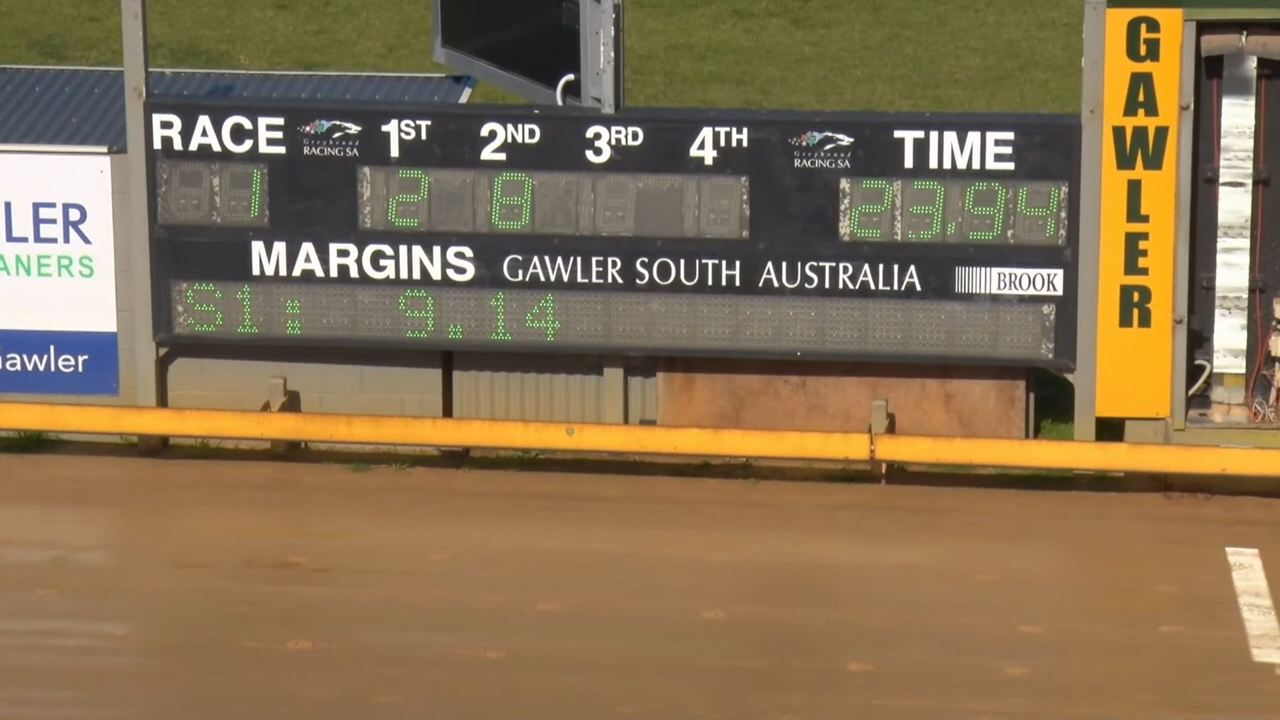 RACE
Greyhound
RACING SA
1ST 2ND 3RD 4TH
Greyhound
RACING SA
TIME
1 2 8 23.94
MARGINS GAWLER SOUTH AUSTRALIA BROOK
S1: 9.14
GAWLER
LER
ANERS
Gawler